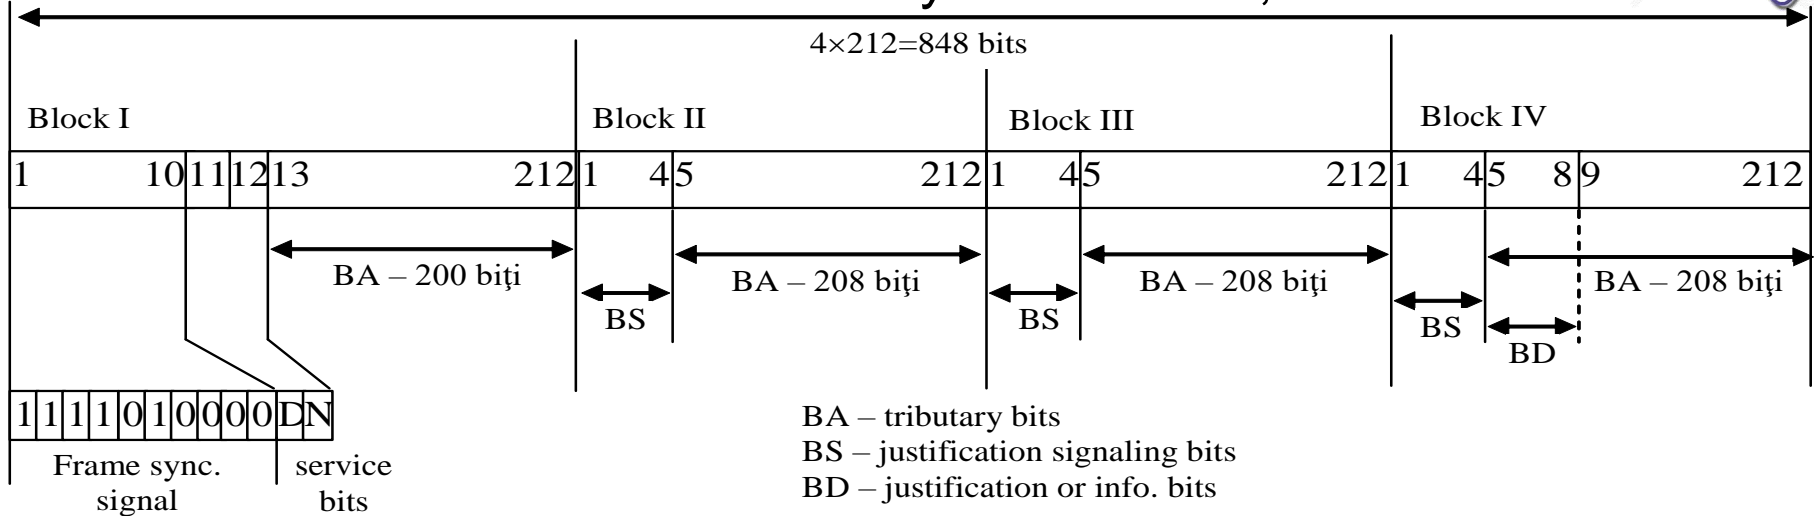 4×212=848 bits
Block I
Block II
Block III
Block IV
1 10 11 12 13 212 1 4 5 212 1 4 5 212 1 4 5 8 9 212
BA – 200 biţi
BA – 208 biţi
BA – 208 biţi
BA – 208 biţi
BS
BS
BS
BD
1 1 1 1 0 1 0 0 0 0 D N
Frame sync.
signal
service
bits
BA – tributary bits
BS – justification signaling bits
BD – justification or info. bits